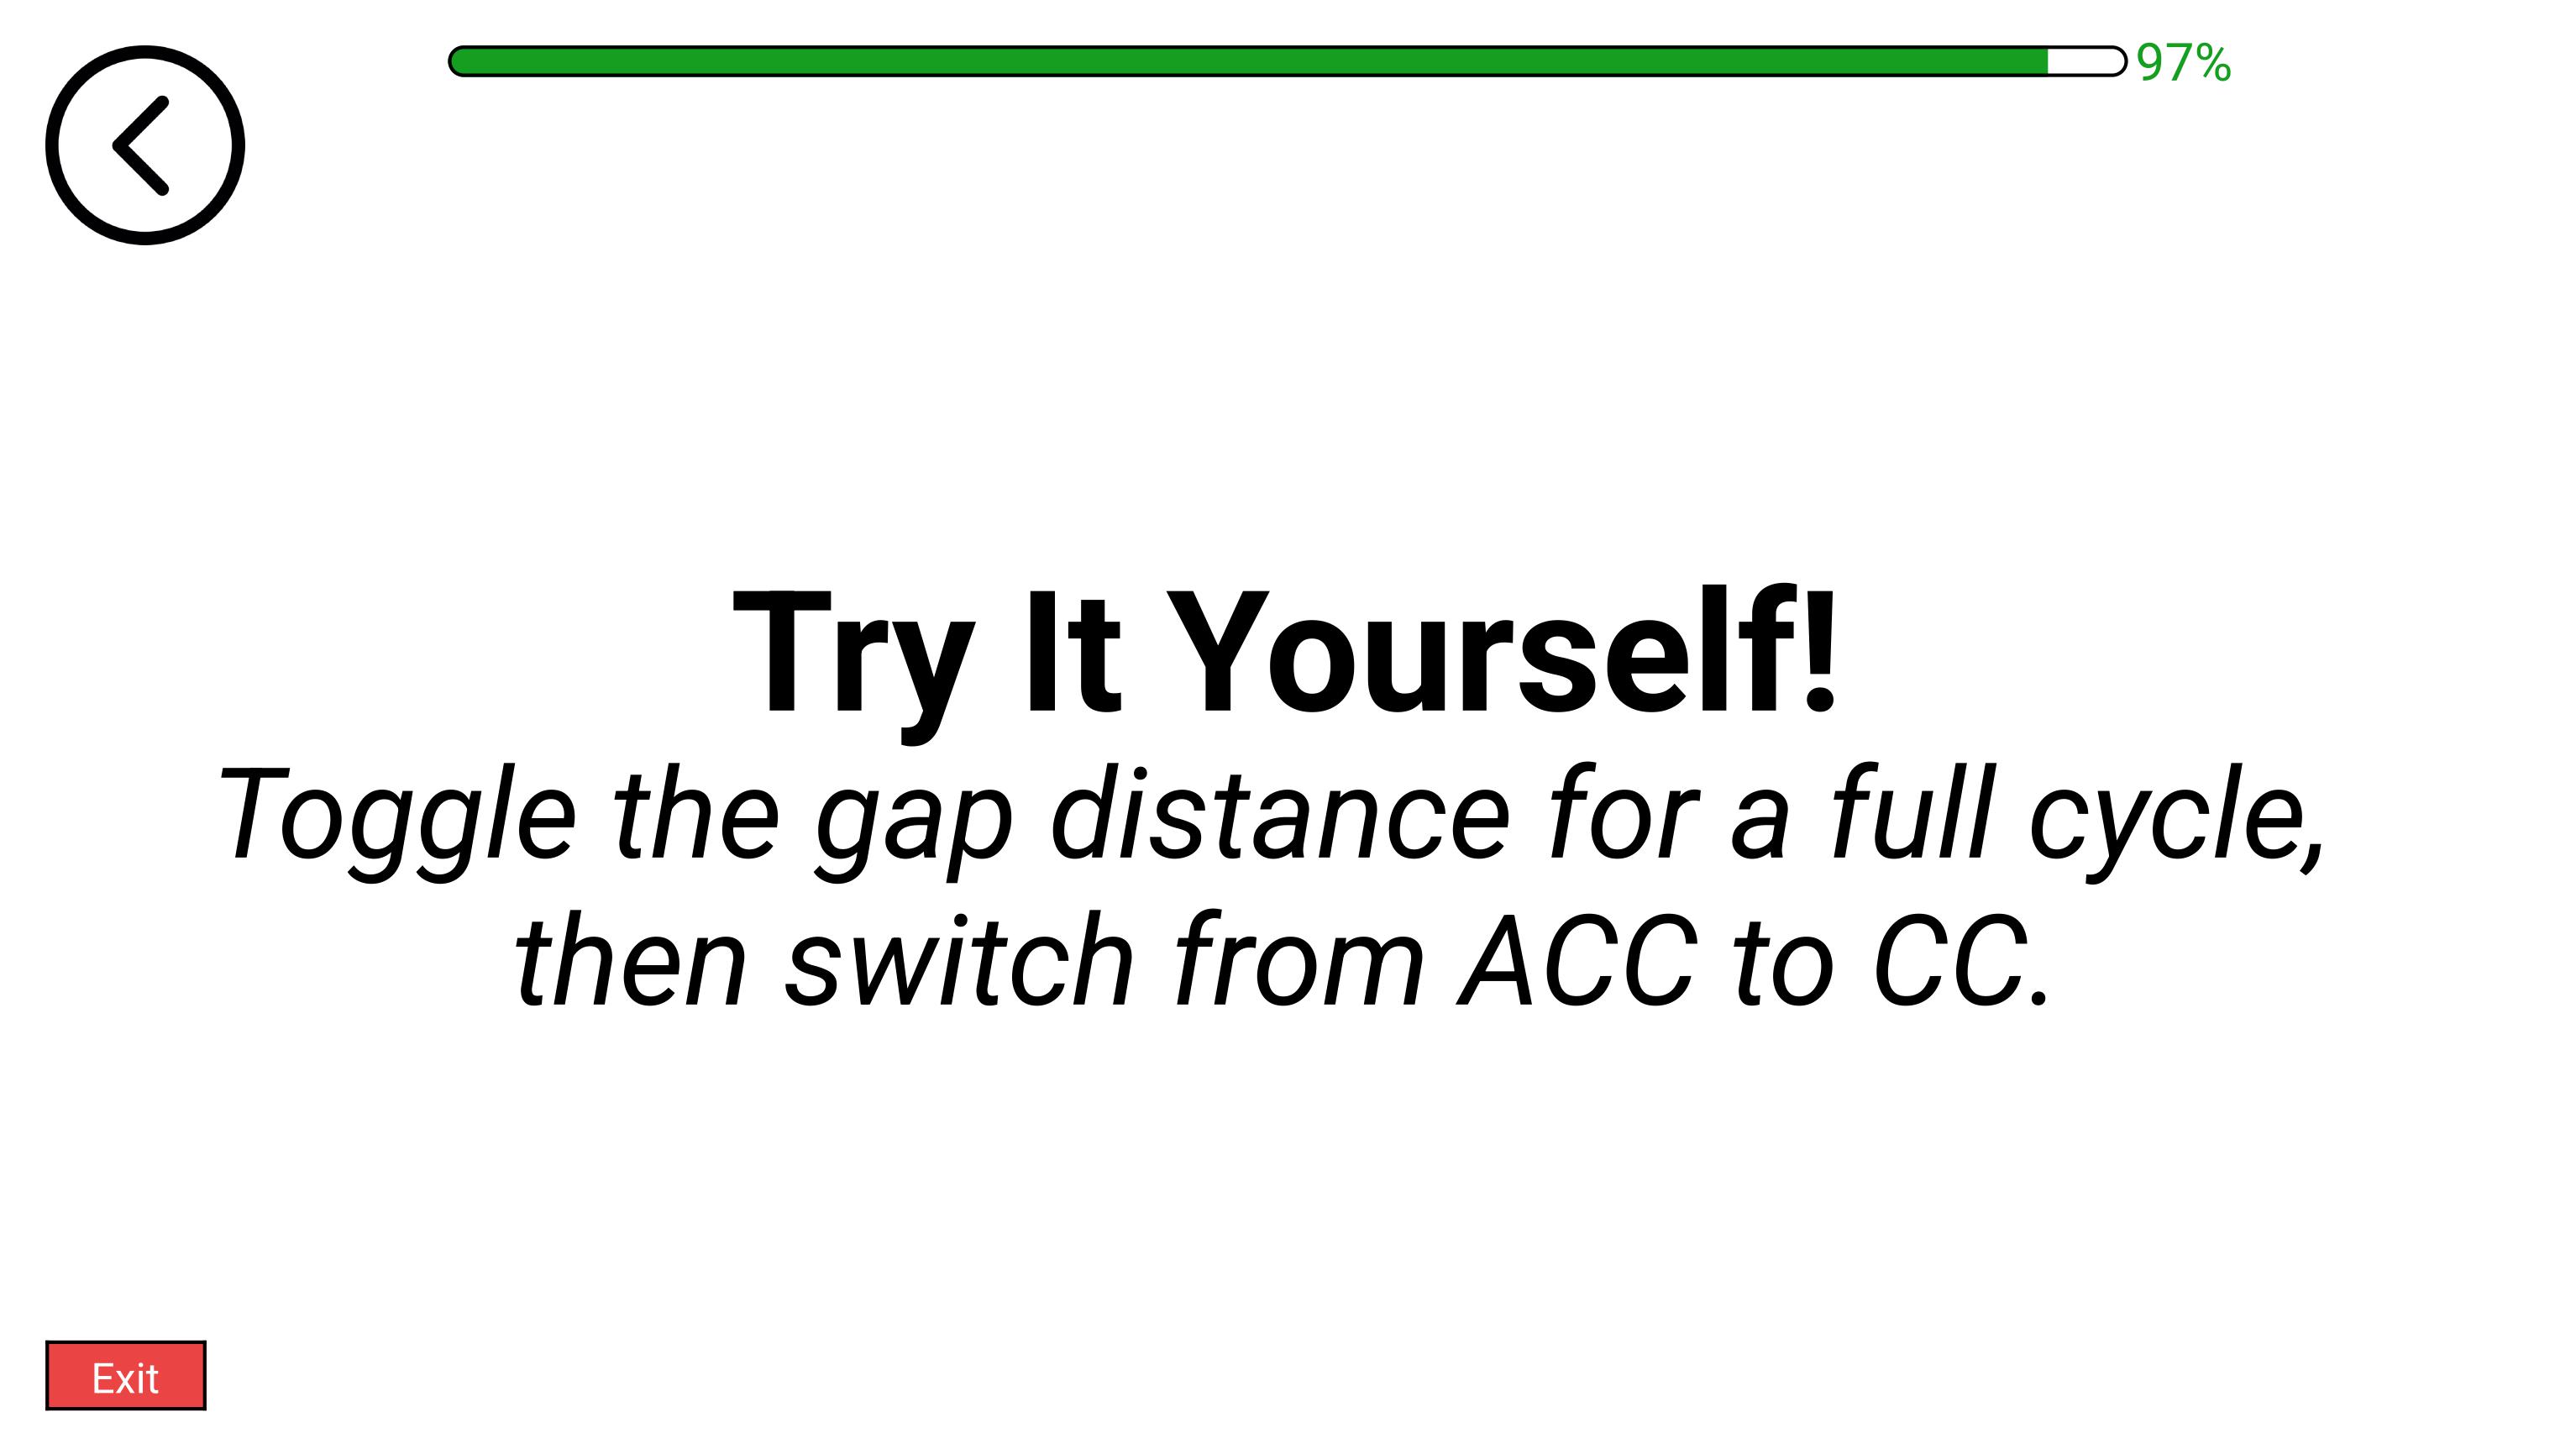 97%
Try It Yourself!
Toggle the gap distance for a full cycle,
then switch from ACC to CC.
Exit